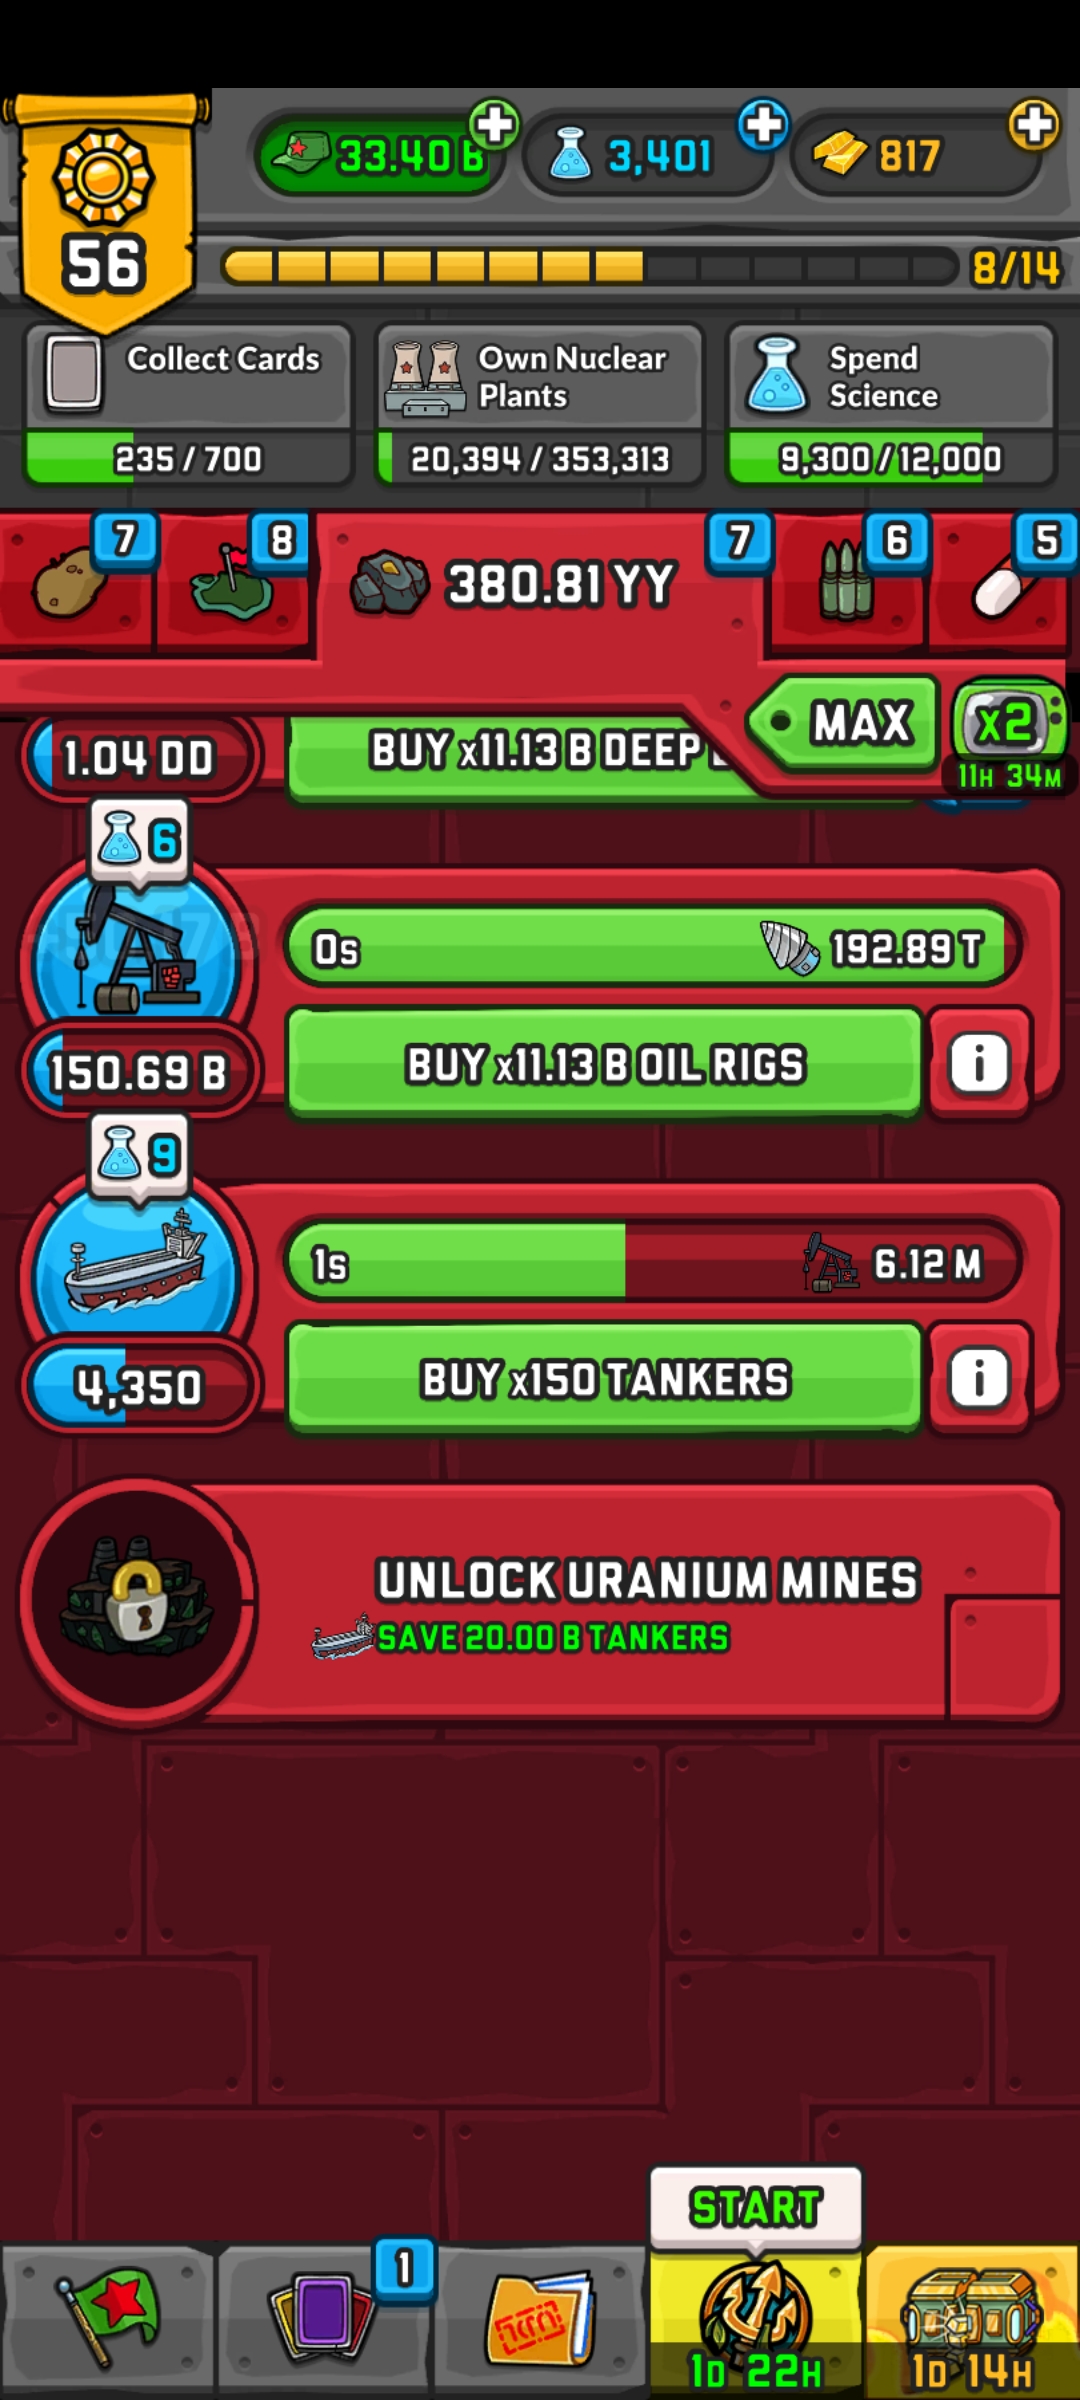 33.40 B
3,401
817
56
8/14
Collect Cards
Own Nuclear
Plants
Spend
Science
235 / 700
20,394 / 353,313
9,300 / 12,000
7
8
380.81 YY
7
6
5
MAX
x2
11H 34M
1.04 DD
BUY x11.13 B DEEP
6
0s
192.89 T
150.69 B
BUY x11.13 B OIL RIGS
i
9
1s
6.12 M
4,350
BUY x150 TANKERS
i
UNLOCK URANIUM MINES
SAVE 20.00 B TANKERS
START
1
1D 22H
1D 14H